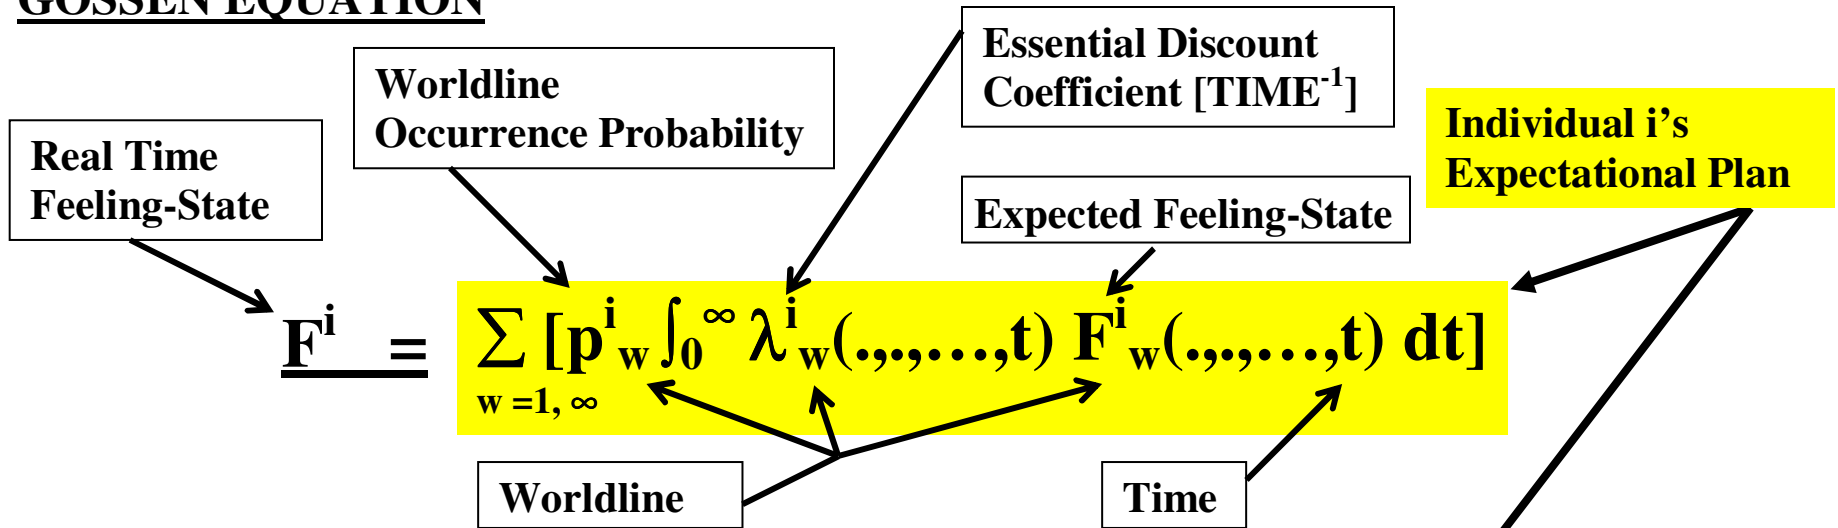 GOSSEN EQUATION
Essential Discount
Coefficient [TIME⁻¹]
Worldline
Occurrence Probability
Individual i’s
Expectational Plan
Real Time
Feeling-State
Expected Feeling-State
Fⁱ = ∑ [pⁱw ∫₀^∞ λⁱw(.,.,…,t) Fⁱw(.,.,…,t) dt]
w =1, ∞
Worldline
Time